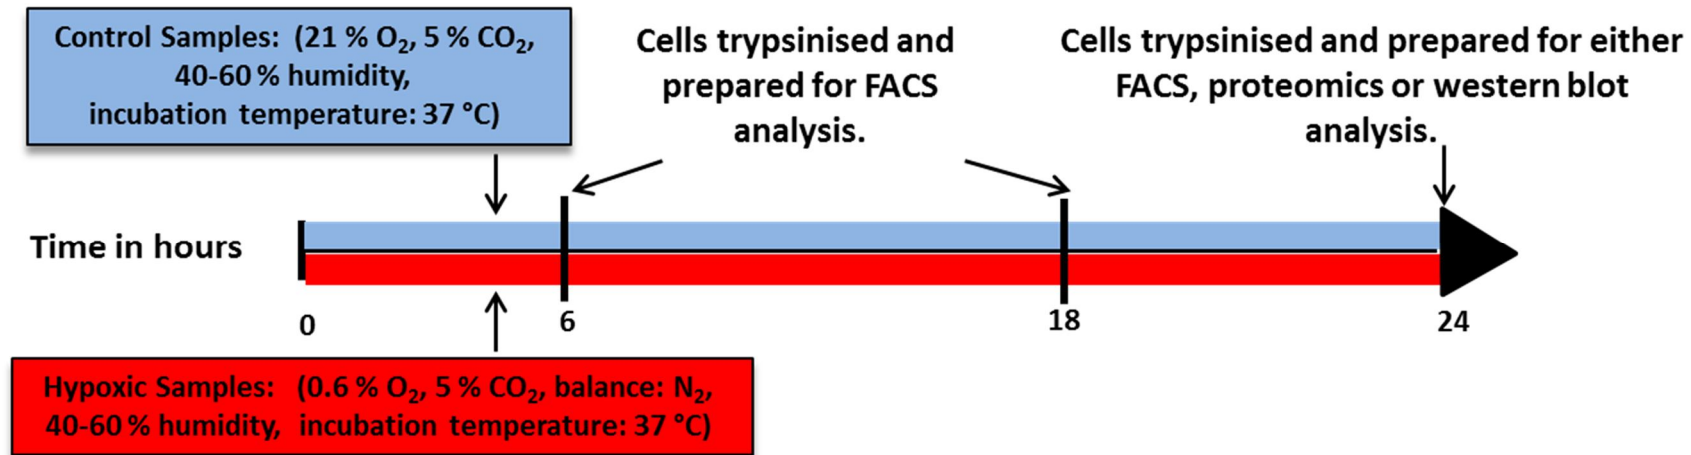 Control Samples: (21 % O₂, 5 % CO₂,
40-60 % humidity,
incubation temperature: 37 °C)
Cells trypsinised and
prepared for FACS
analysis.
Cells trypsinised and prepared for either
FACS, proteomics or western blot
analysis.
Time in hours
0
6
18
24
Hypoxic Samples: (0.6 % O₂, 5 % CO₂, balance: N₂,
40-60 % humidity, incubation temperature: 37 °C)